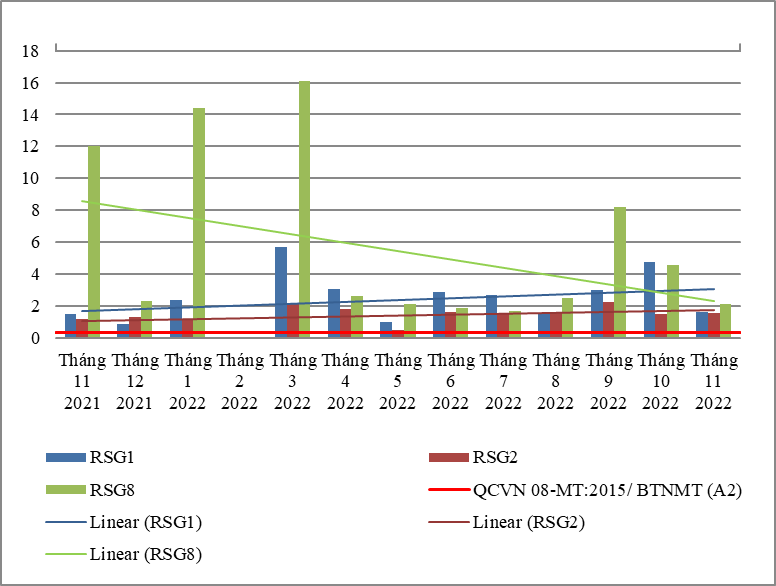 18
16
14
12
10
8
6
4
2
0
Tháng Tháng Tháng Tháng Tháng Tháng Tháng Tháng Tháng Tháng Tháng Tháng Tháng
11 12 1 2 3 4 5 6 7 8 9 10 11
2021 2021 2022 2022 2022 2022 2022 2022 2022 2022 2022 2022 2022
RSG1 RSG2
RSG8 QCVN 08-MT:2015/ BTNMT (A2)
Linear (RSG1) Linear (RSG2)
Linear (RSG8)